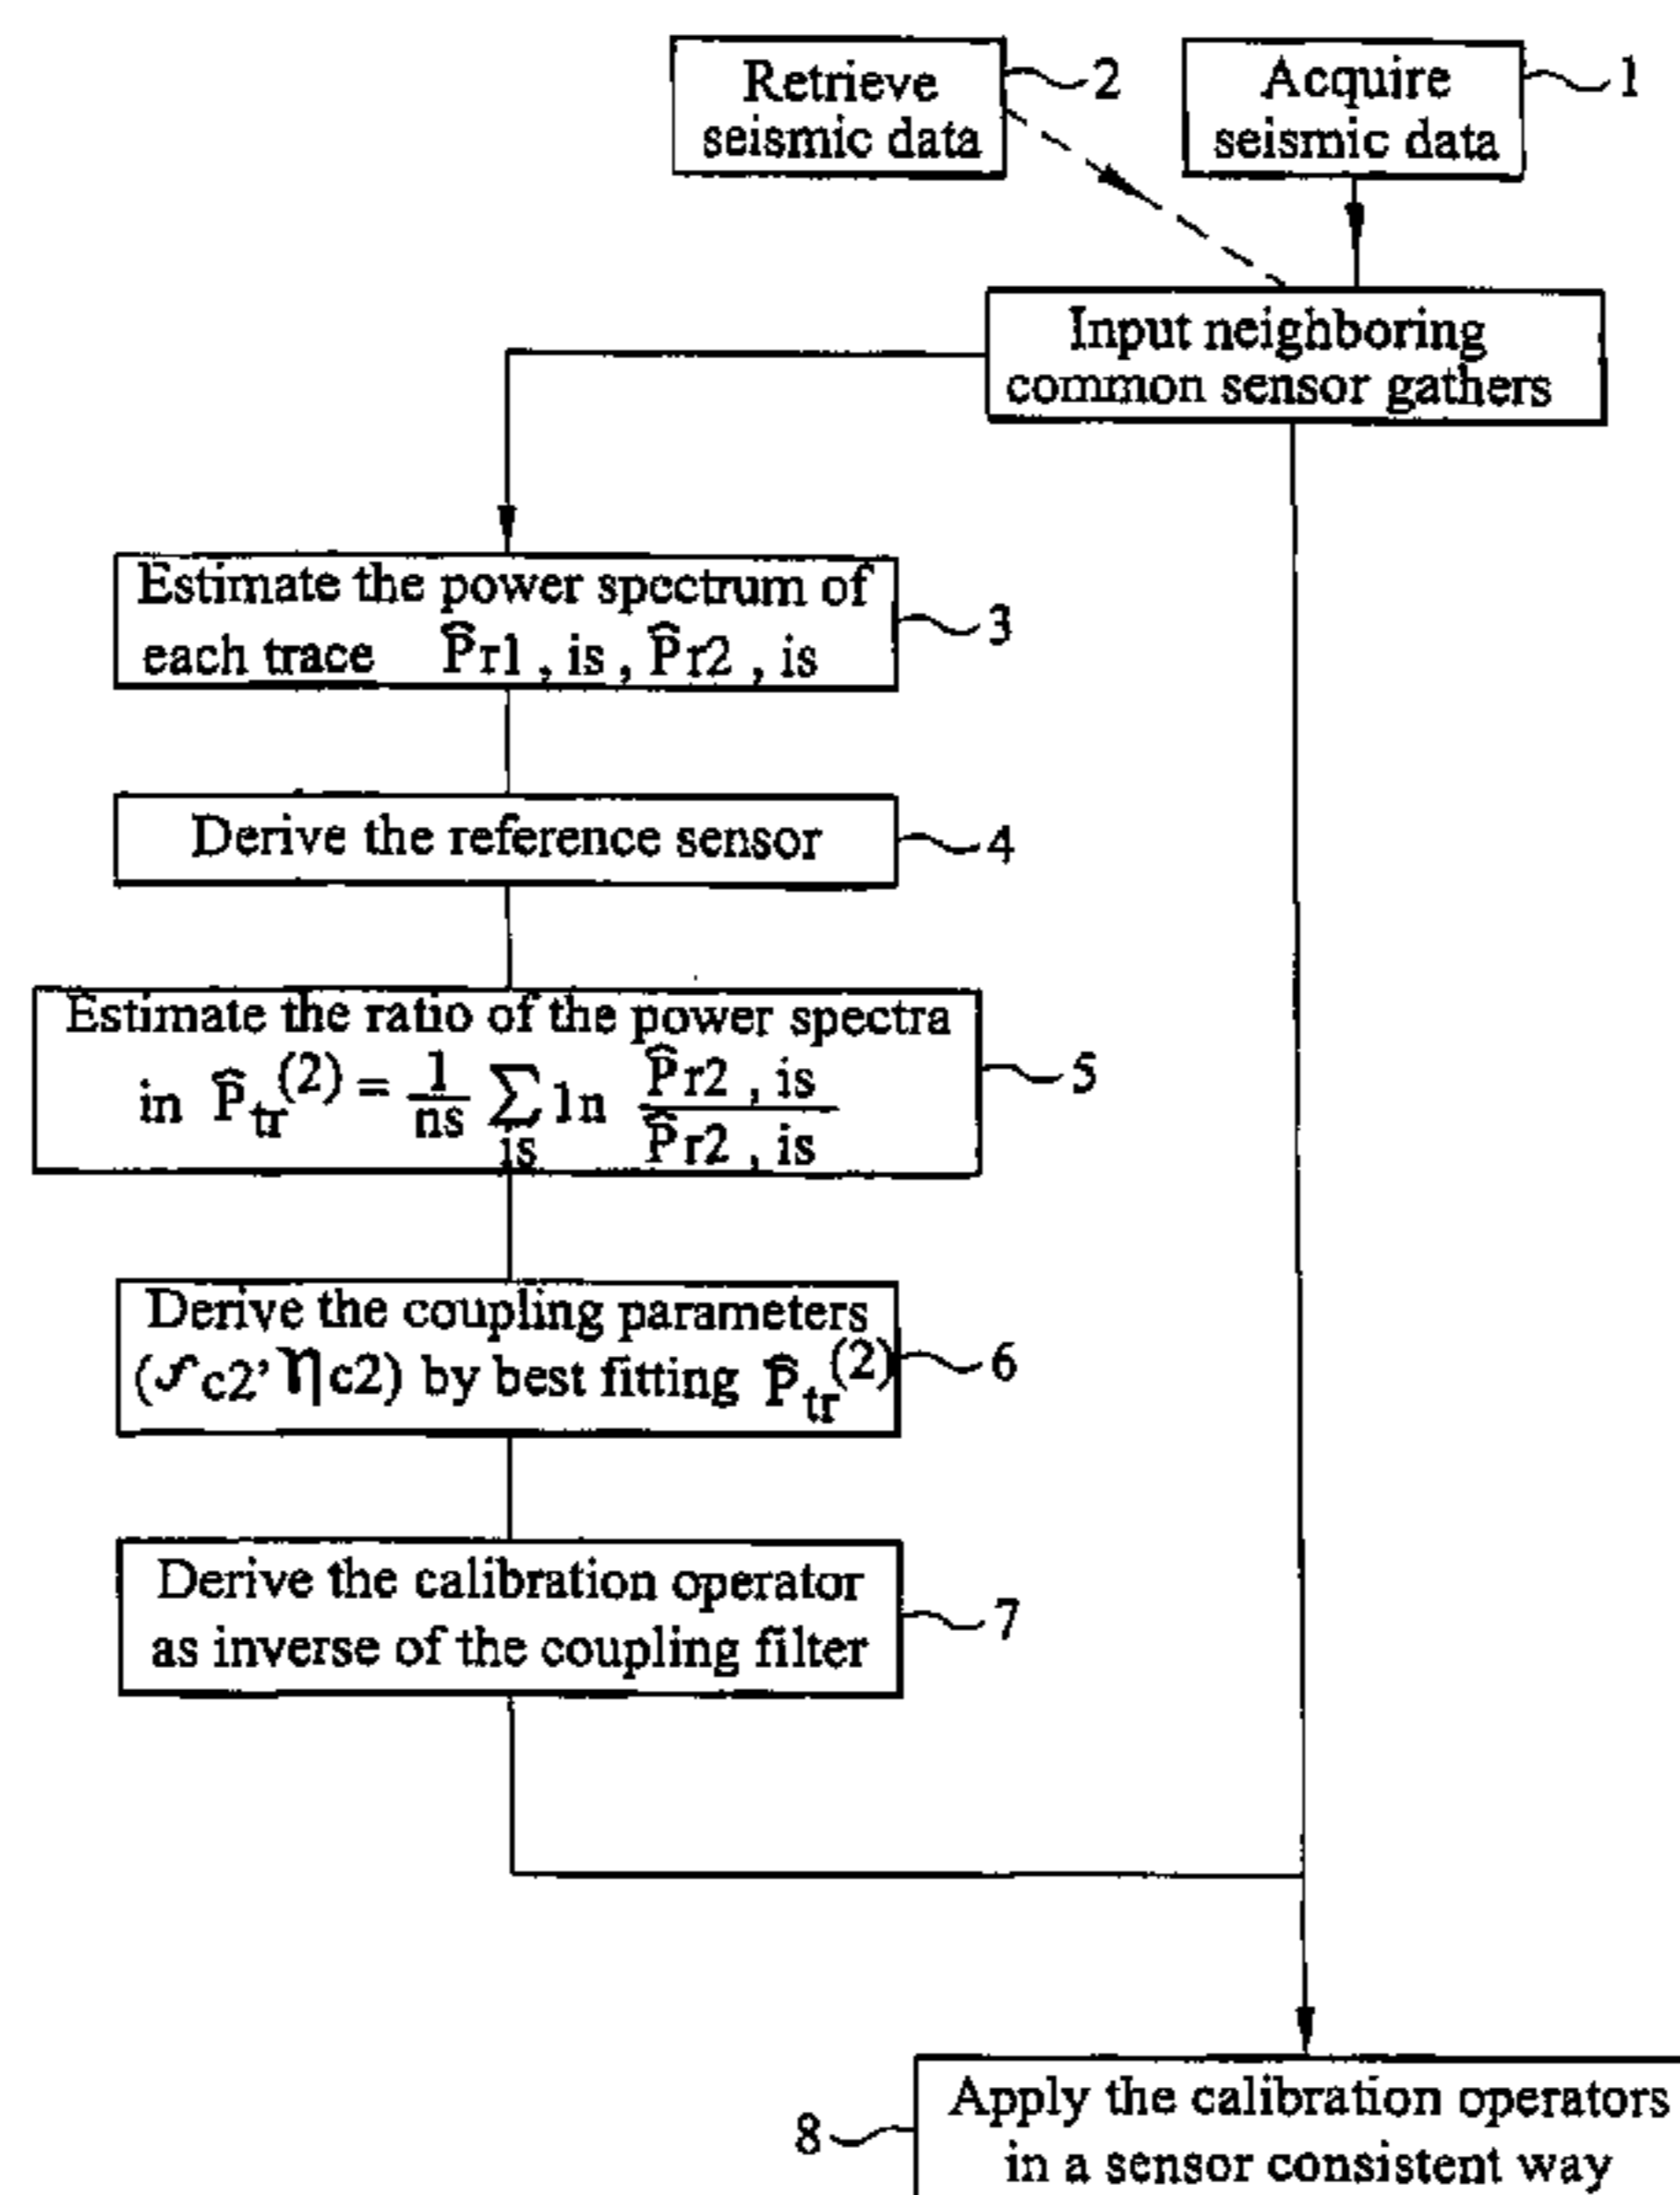 Retrieve
seismic data
2
Acquire
seismic data
1
Input neighboring
common sensor gathers
Estimate the power spectrum of
each trace P̂r1 , is , P̂r2 , is
3
Derive the reference sensor
4
Estimate the ratio of the power spectra
in P̂tr(2) = 1/ns ∑is 1n P̂r2 , is / P̂r2 , is
5
Derive the coupling parameters
(fc2, ηc2) by best fitting P̂tr(2)
6
Derive the calibration operator
as inverse of the coupling filter
7
Apply the calibration operators
in a sensor consistent way
8